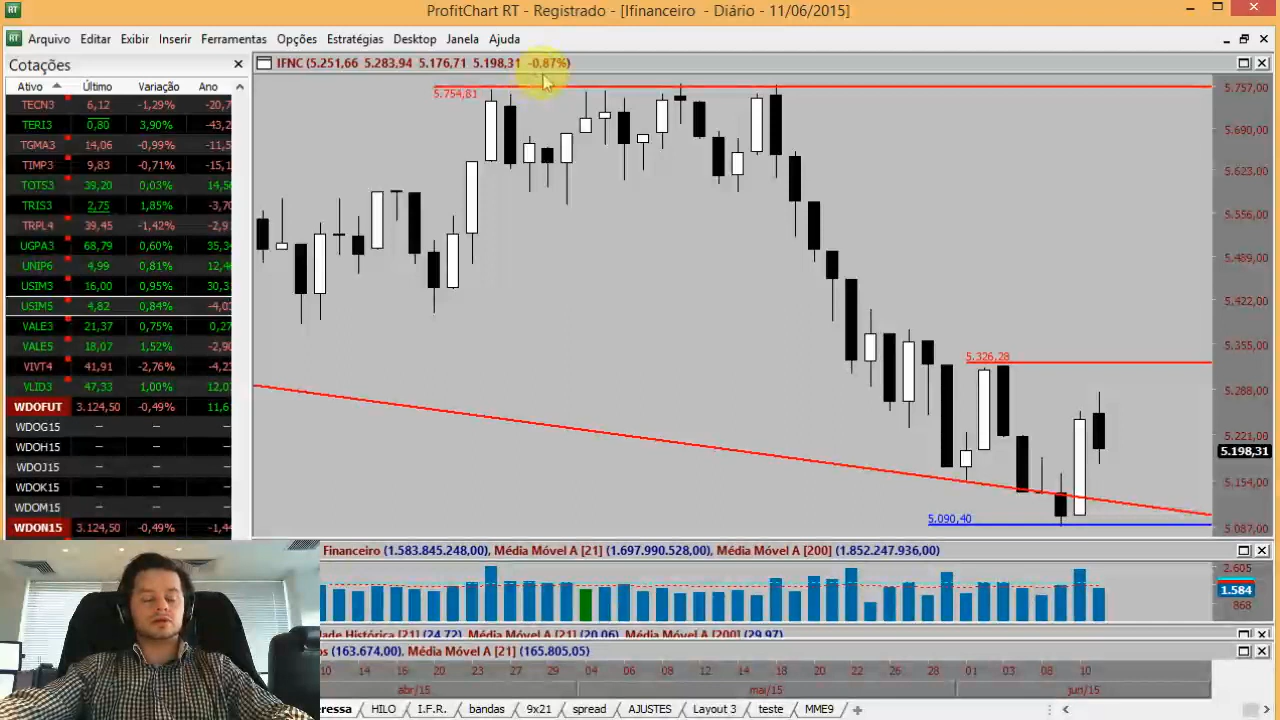 ProfitChart RT - Registrado - [Ifinanceiro - Diário - 11/06/2015]
RT Arquivo Editar Exibir Inserir Ferramentas Opções Estratégias Desktop Janela Ajuda
Cotações
Ativo Último Variação Ano
TECN3 6,12 -1,29% -20,7
TERI3 0,80 3,90% -43,2
TGMA3 14,06 -0,99% -11,5
TIMP3 9,83 -0,71% -15,1
TOTS3 39,20 0,03% 14,56
TRIS3 2,75 1,85% -3,70
TRPL4 39,45 -1,42% -2,9
UGPA3 68,79 0,60% 35,3
UNIP6 4,99 0,81% 12,4
USIM3 16,00 0,95% 30,3
USIM5 4,82 0,84% -4,0
VALE3 21,37 0,75% 0,27
VALE5 18,07 1,52% -2,90
VIVT4 41,91 -2,76% -4,2
VLID3 47,33 1,00% 12,0
WDOFUT 3.124,50 -0,49% 11,6
WDOG15 – –
WDOH15 – –
WDOJ15 – –
WDOK15 – –
WDOM15 – –
WDON15 3.124,50 -0,49% -1,4
IFNC (5.251,66 5.283,94 5.176,71 5.198,31 -0,87%)
5.754,81
5.326,28
5.090,40
5.757,00
5.690,00
5.623,00
5.556,00
5.489,00
5.422,00
5.355,00
5.288,00
5.221,00
5.198,31
5.154,00
5.087,00
Financeiro (1.583.845.248,00), Média Móvel A [21] (1.697.990.528,00), Média Móvel A [200] (1.852.247.936,00)
2.605
1.584
868
ade Histórica [21] (24,72), Média Móvel A [21] (20,06), Média Móvel A [200] (29,97)
os (163.674,00), Média Móvel A [21] (165.805,05)
10 14 16 20 23 27 29 04 06 08 12 14 18 20 22 26 28 01 03 08 10
abr/15 mai/15 jun/15
ressa HILO I.F.R. bandas 9x21 spread AJUSTES Layout 3 teste MME9